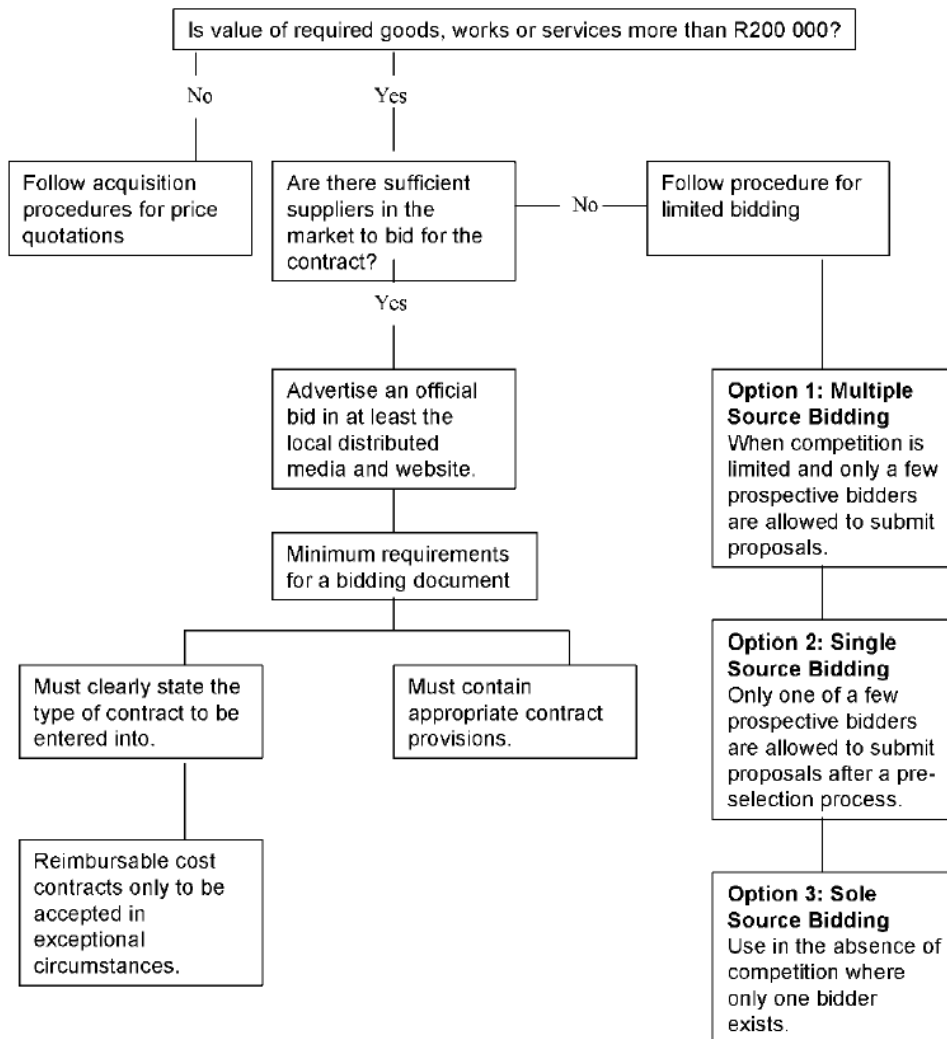 Is value of required goods, works or services more than R200 000?
No
Yes
Follow acquisition
procedures for price
quotations
Are there sufficient
suppliers in the
market to bid for the
contract?
No
Follow procedure for
limited bidding
Yes
Advertise an official
bid in at least the
local distributed
media and website.
Minimum requirements
for a bidding document
Must clearly state the
type of contract to be
entered into.
Must contain
appropriate contract
provisions.
Reimbursable cost
contracts only to be
accepted in
exceptional
circumstances.
Option 1: Multiple
Source Bidding
When competition is
limited and only a few
prospective bidders
are allowed to submit
proposals.
Option 2: Single
Source Bidding
Only one of a few
prospective bidders
are allowed to submit
proposals after a pre-
selection process.
Option 3: Sole
Source Bidding
Use in the absence of
competition where
only one bidder
exists.